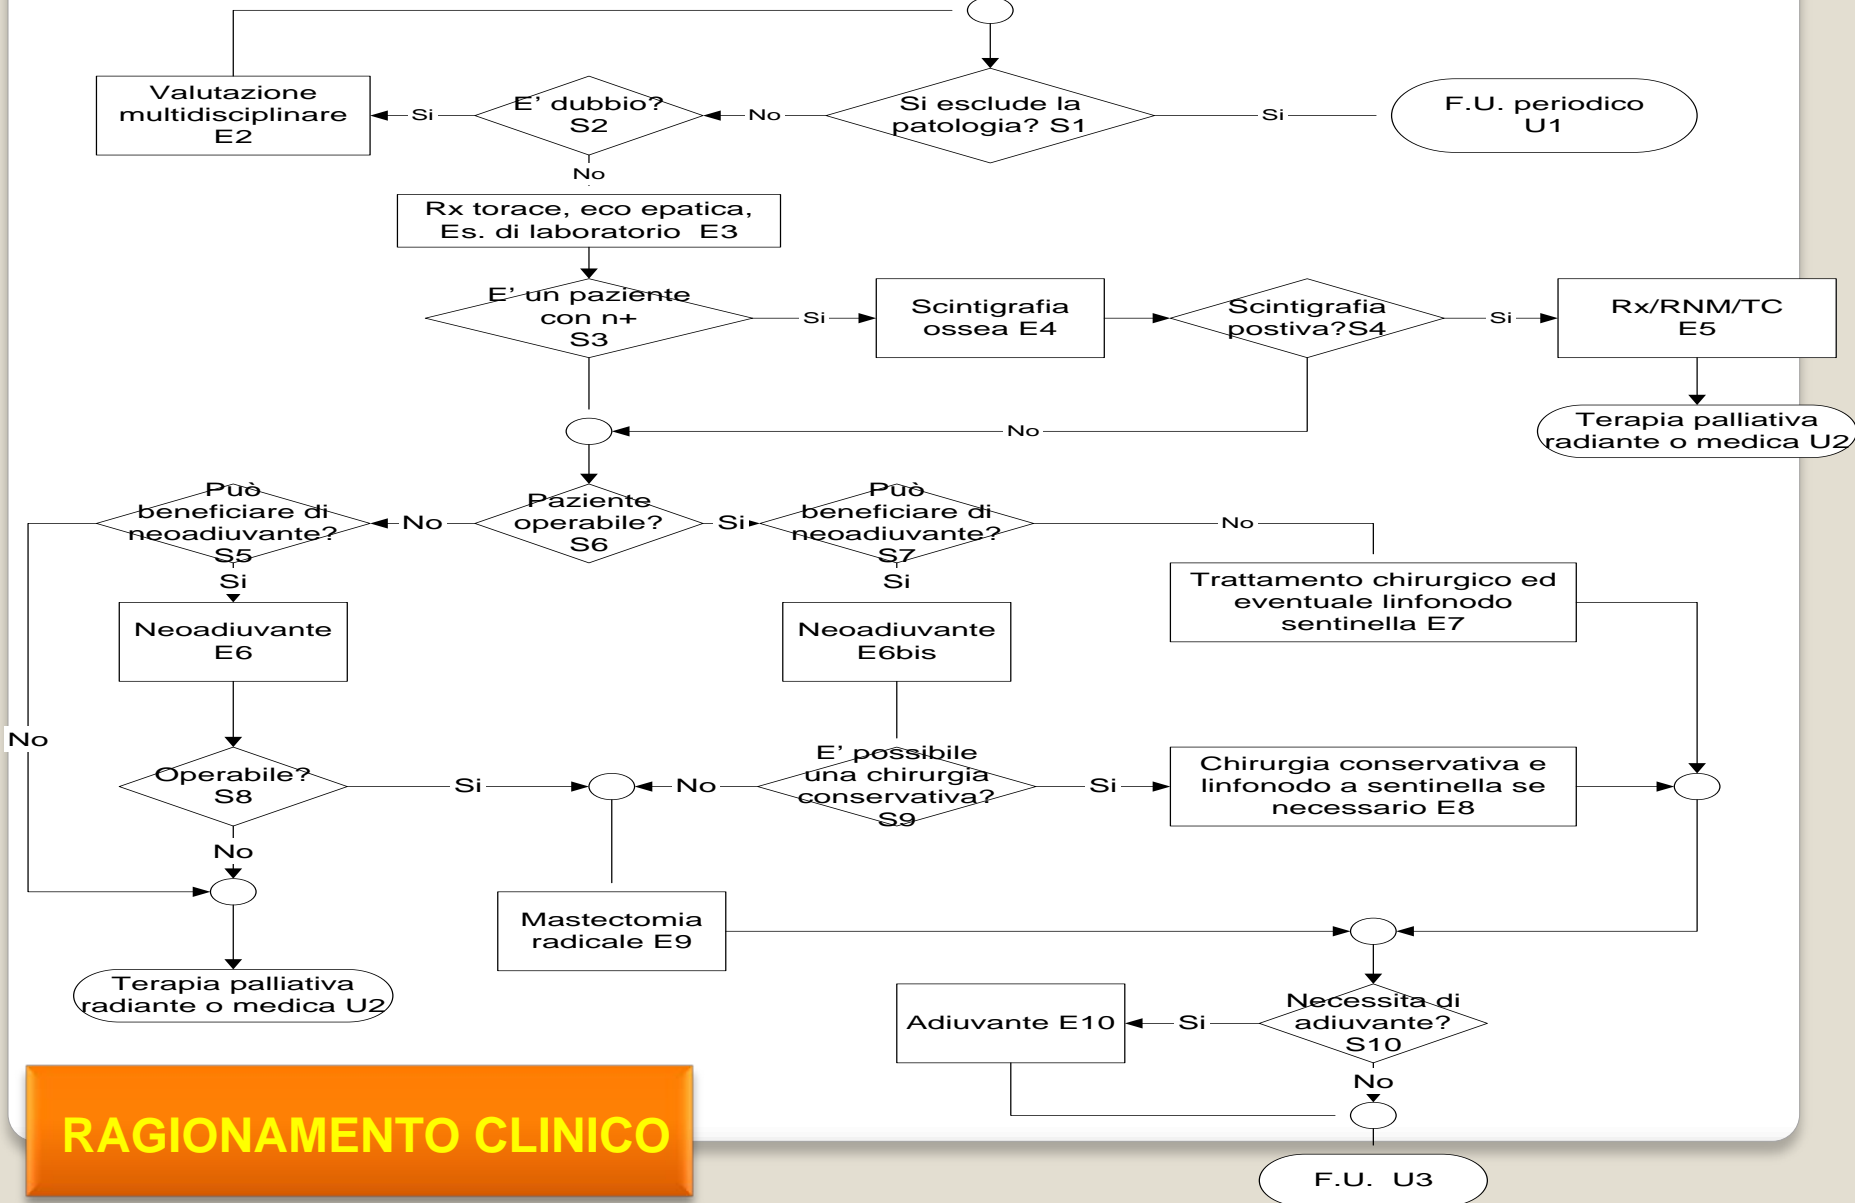 Valutazione
multidisciplinare
E2
Si
E' dubbio?
S2
No
Si esclude la
patologia? S1
Si
F.U. periodico
U1
No
Rx torace, eco epatica,
Es. di laboratorio E3
E' un paziente
con n+
S3
Si
Scintigrafia
ossea E4
Scintigrafia
postiva?S4
Si
Rx/RNM/TC
E5
No
Terapia palliativa
radiante o medica U2
Può
beneficiare di
neoadiuvante?
S5
No
Paziente
operabile?
S6
Si
Può
beneficiare di
neoadiuvante?
S7
No
Si
Si
Trattamento chirurgico ed
eventuale linfonodo
sentinella E7
Neoadiuvante
E6
Neoadiuvante
E6bis
No
Operabile?
S8
Si
No
E' possibile
una chirurgia
conservativa?
S9
Si
Chirurgia conservativa e
linfonodo a sentinella se
necessario E8
No
Mastectomia
radicale E9
Terapia palliativa
radiante o medica U2
Adiuvante E10
Si
Necessita di
adiuvante?
S10
No
RAGIONAMENTO CLINICO
F.U. U3